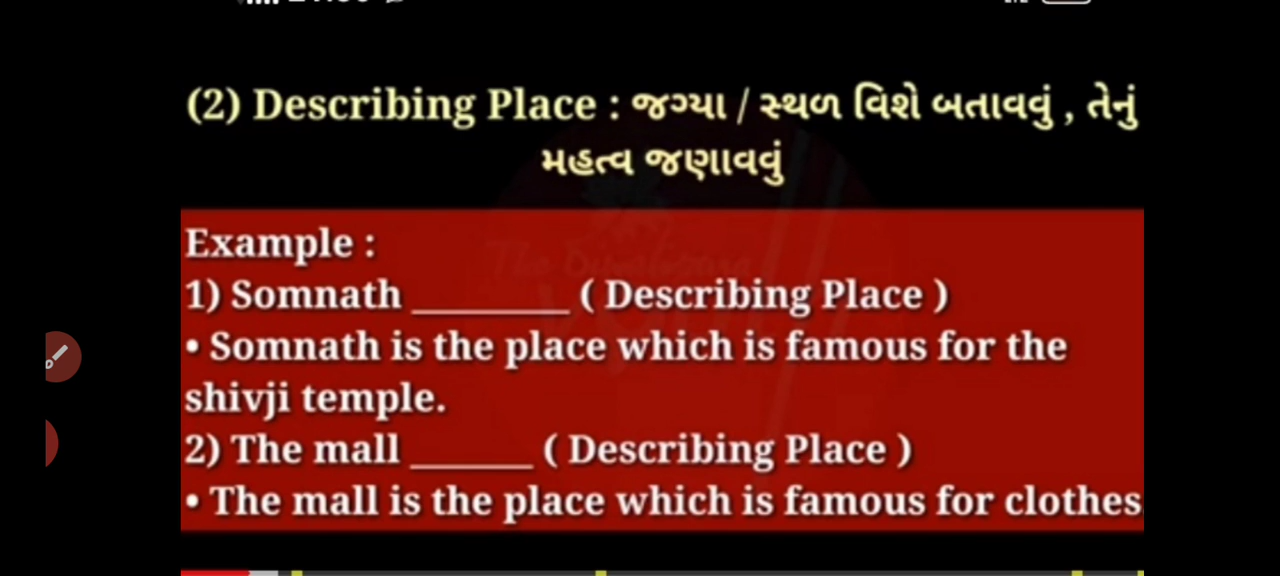 (2) Describing Place : જગ્યા / સ્થળ વિશે બતાવવું , તેનું
મહત્વ જણાવવું
Example :
1) Somnath ________ ( Describing Place )
• Somnath is the place which is famous for the
shivji temple.
2) The mall ______ ( Describing Place )
• The mall is the place which is famous for clothes